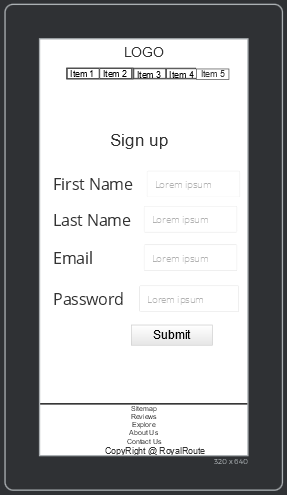 LOGO
Item 1 Item 2 Item 3 Item 4 Item 5
Sign up
First Name Lorem ipsum
Last Name Lorem ipsum
Email Lorem ipsum
Password Lorem ipsum
Submit
Sitemap
Reviews
Explore
About Us
Contact Us
CopyRight @ RoyalRoute
320 x 640